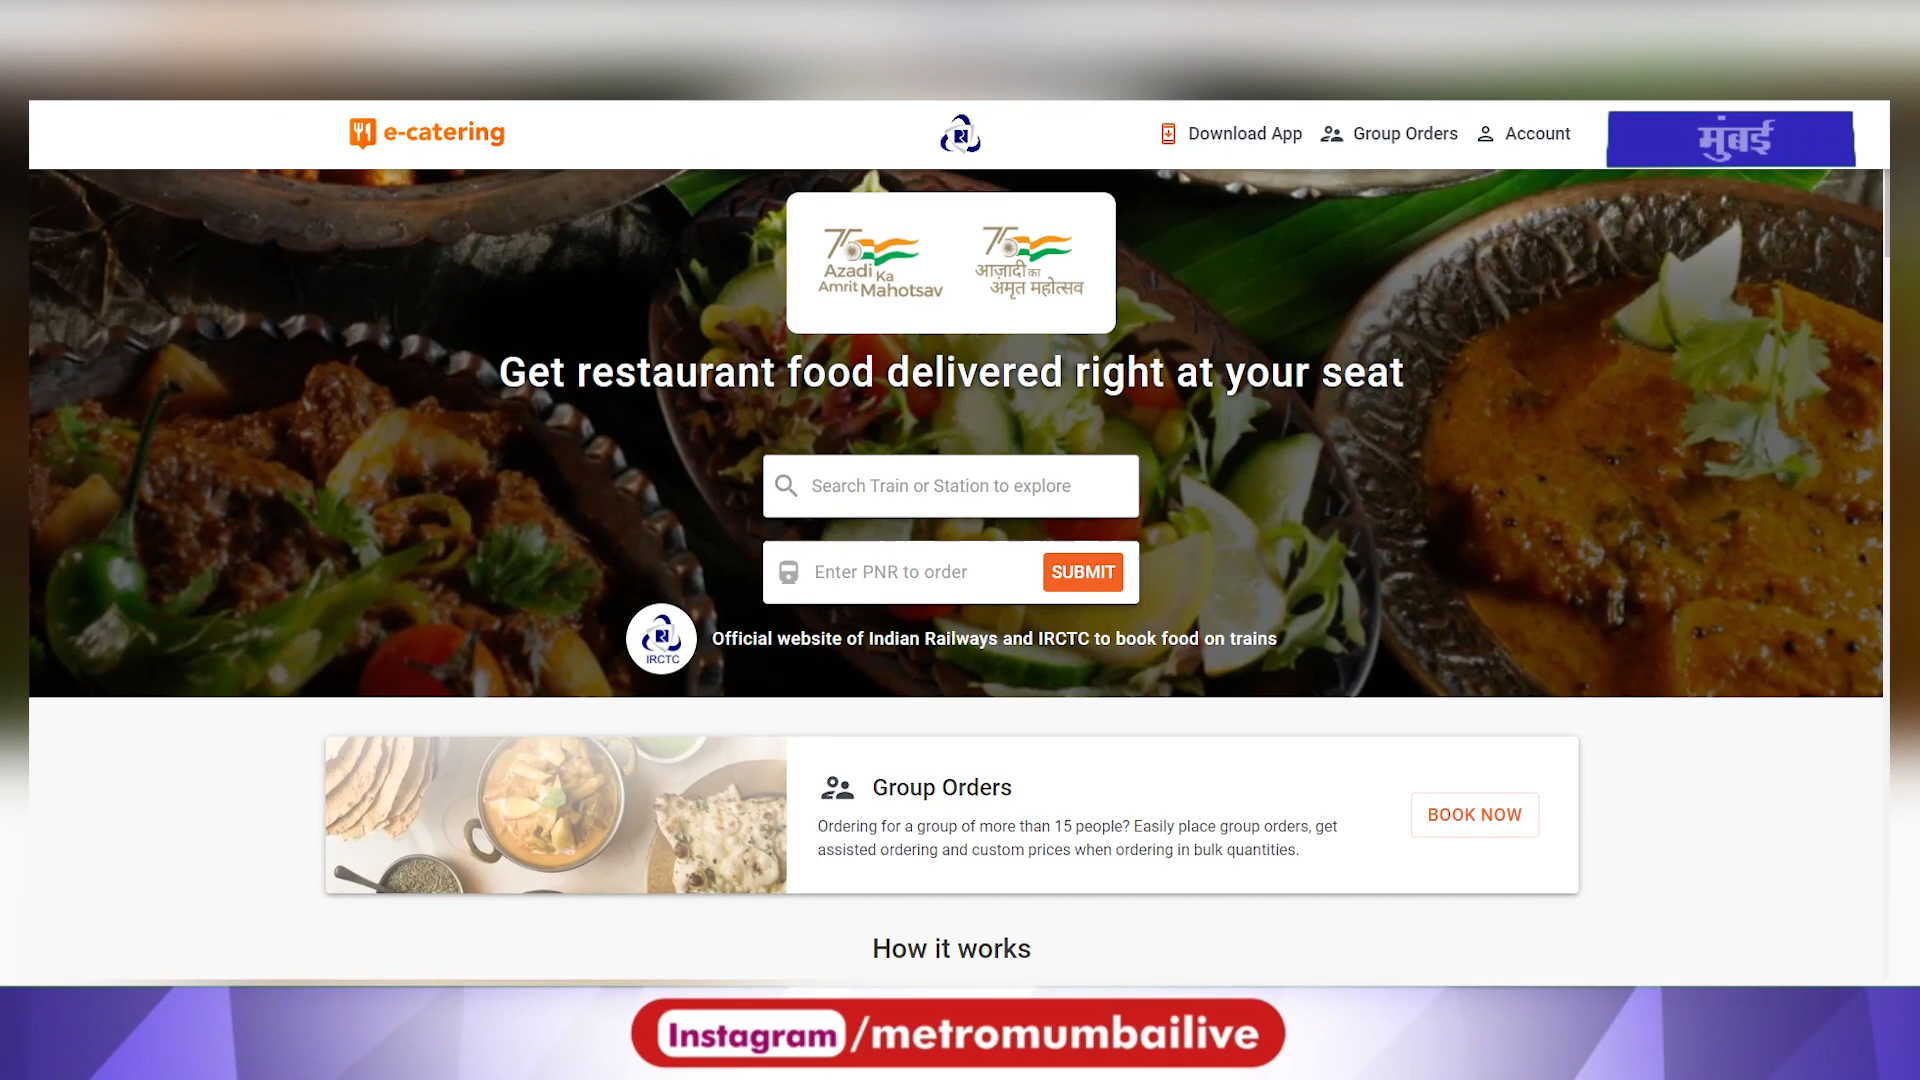 e-catering
Download App
Group Orders
Account
मुंबई
75
Azadi Ka
Amrit Mahotsav
75
आज़ादी का
अमृत महोत्सव
Get restaurant food delivered right at your seat
Search Train or Station to explore
Enter PNR to order
SUBMIT
IRCTC
Official website of Indian Railways and IRCTC to book food on trains
Group Orders
Ordering for a group of more than 15 people? Easily place group orders, get
assisted ordering and custom prices when ordering in bulk quantities.
BOOK NOW
How it works
Instagram/metromumbailive